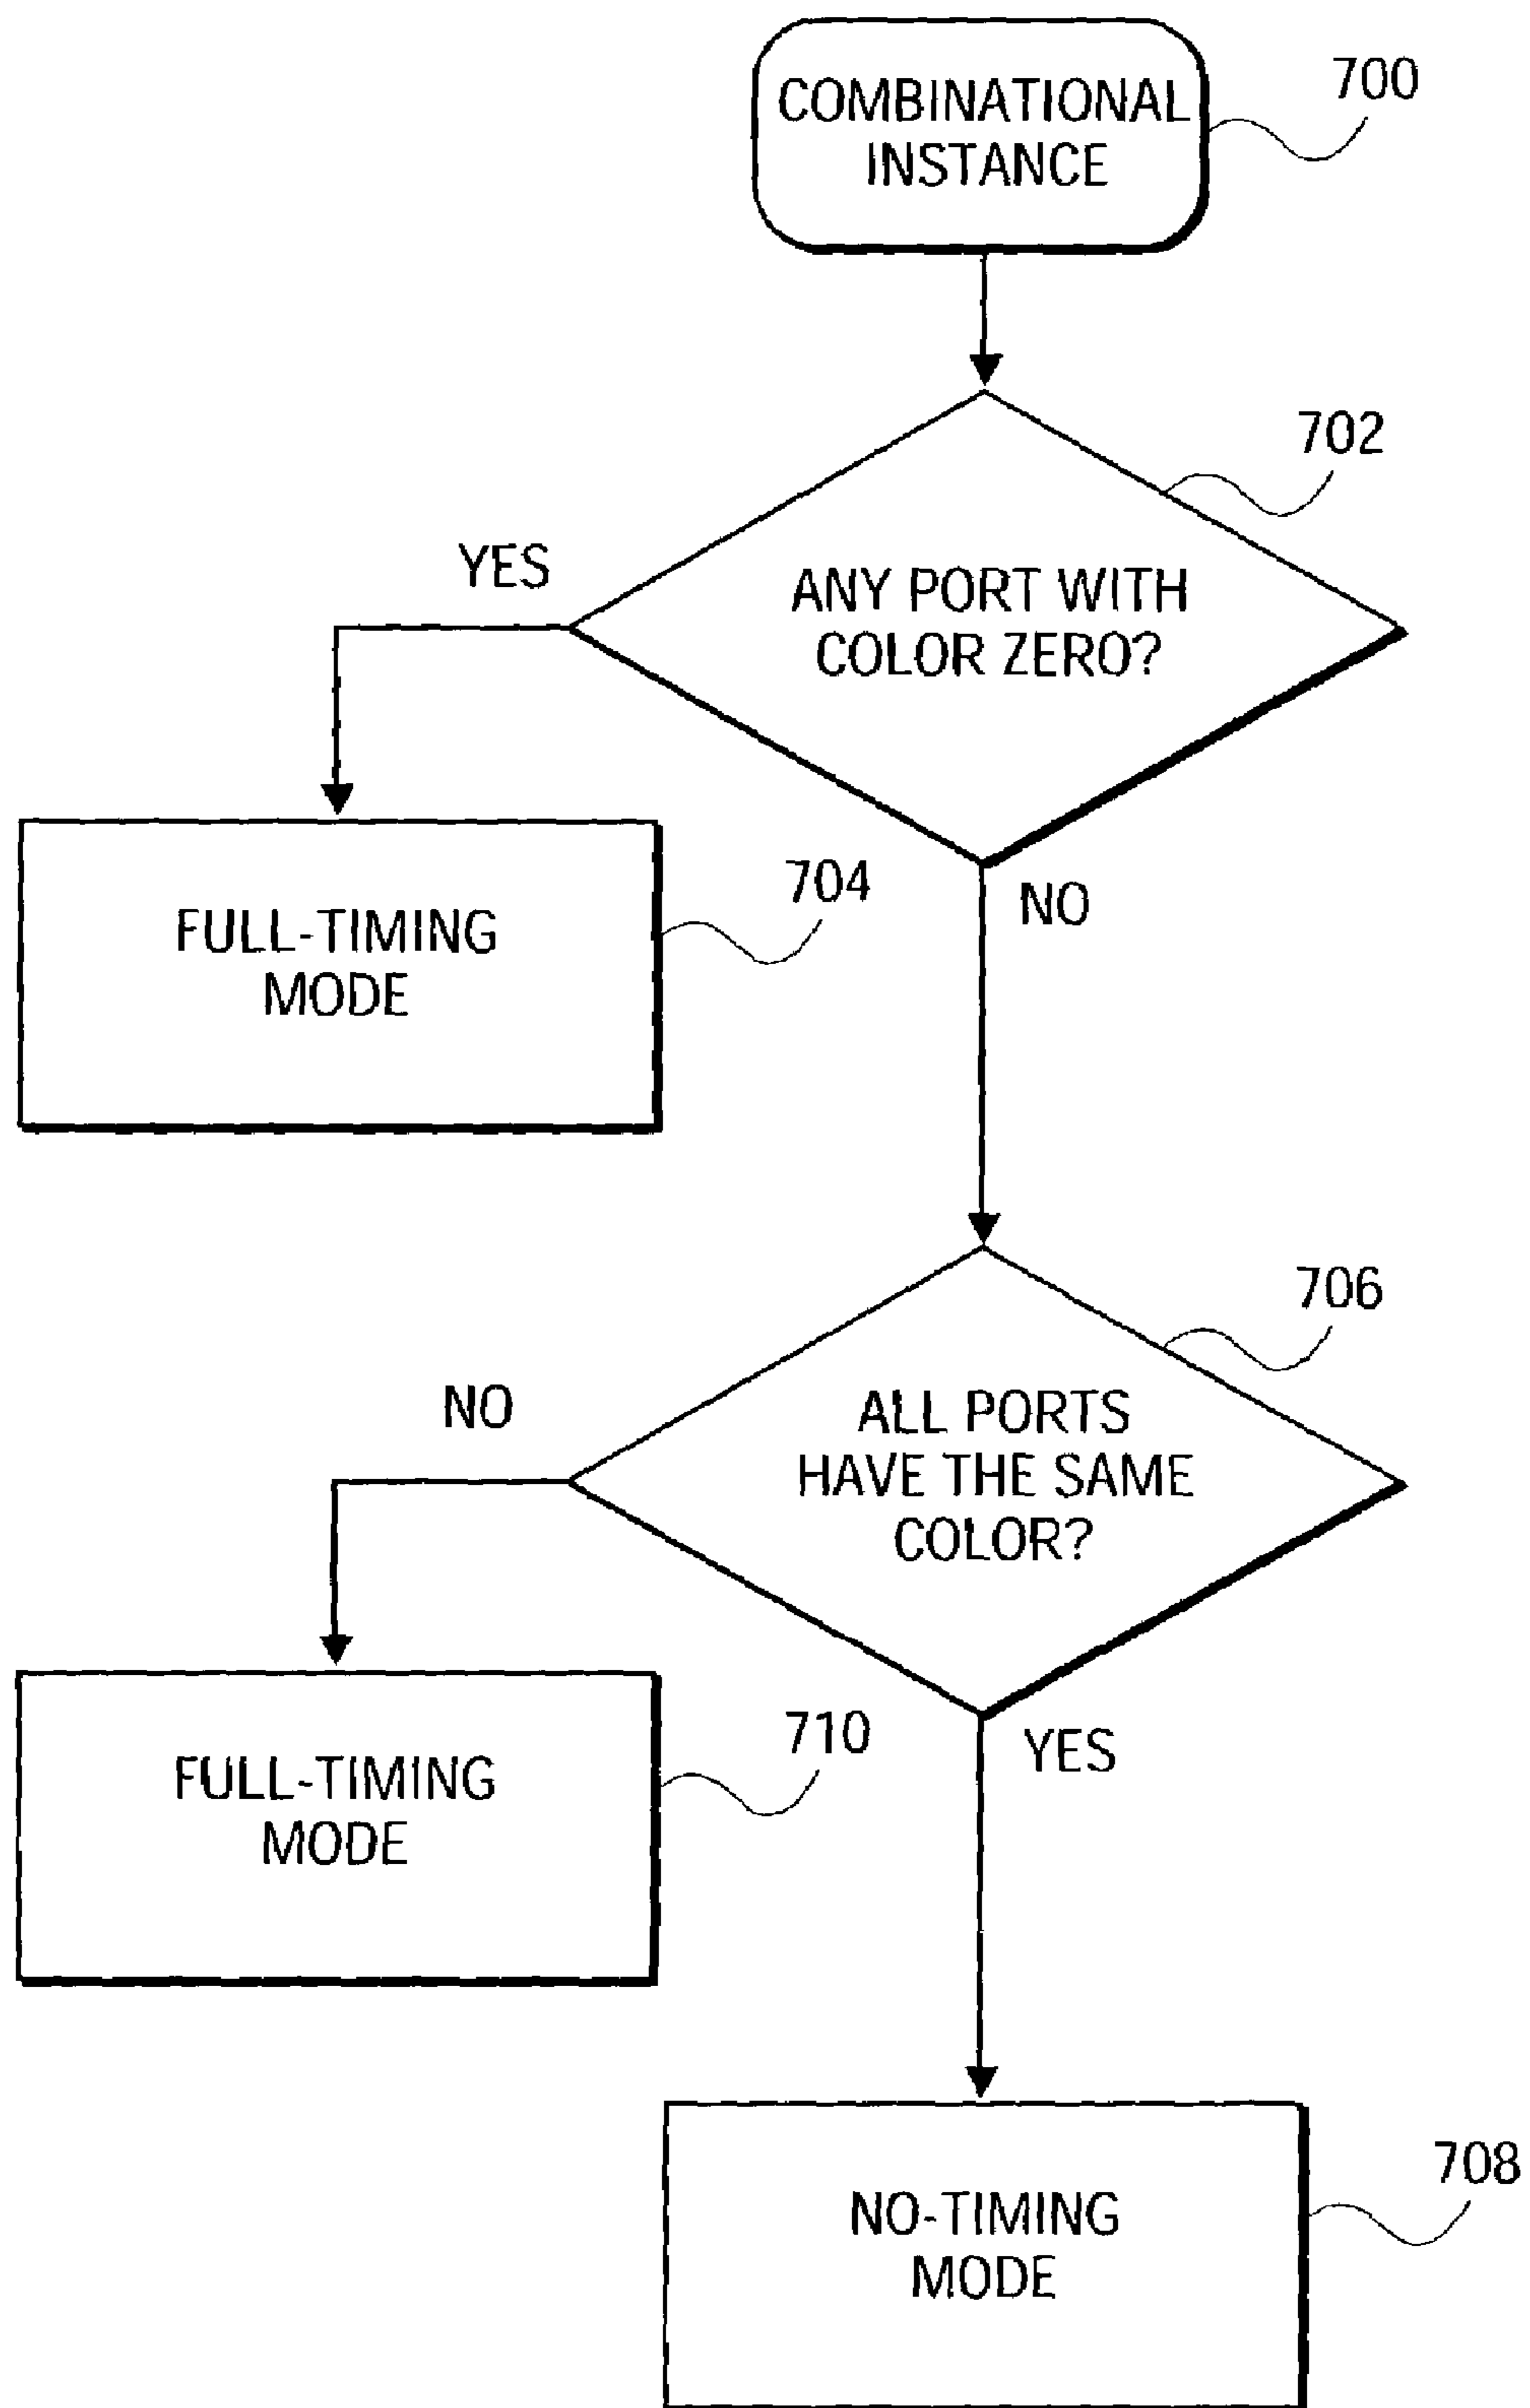 COMBINATIONAL
INSTANCE
700
702
YES
ANY PORT WITH
COLOR ZERO?
704
NO
FULL-TIMING
MODE
706
NO
ALL PORTS
HAVE THE SAME
COLOR?
710
YES
FULL-TIMING
MODE
708
NO-TIMING
MODE